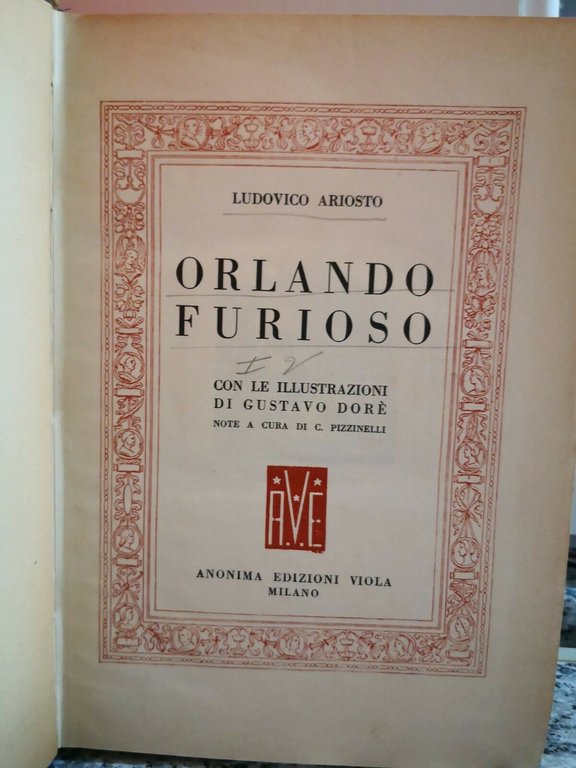 LUDOVICO ARIOSTO
ORLANDO
FURIOSO
I V
CON LE ILLUSTRAZIONI
DI GUSTAVO DORÈ
NOTE A CURA DI C. PIZZINELLI
A.V.E
ANONIMA EDIZIONI VIOLA
MILANO